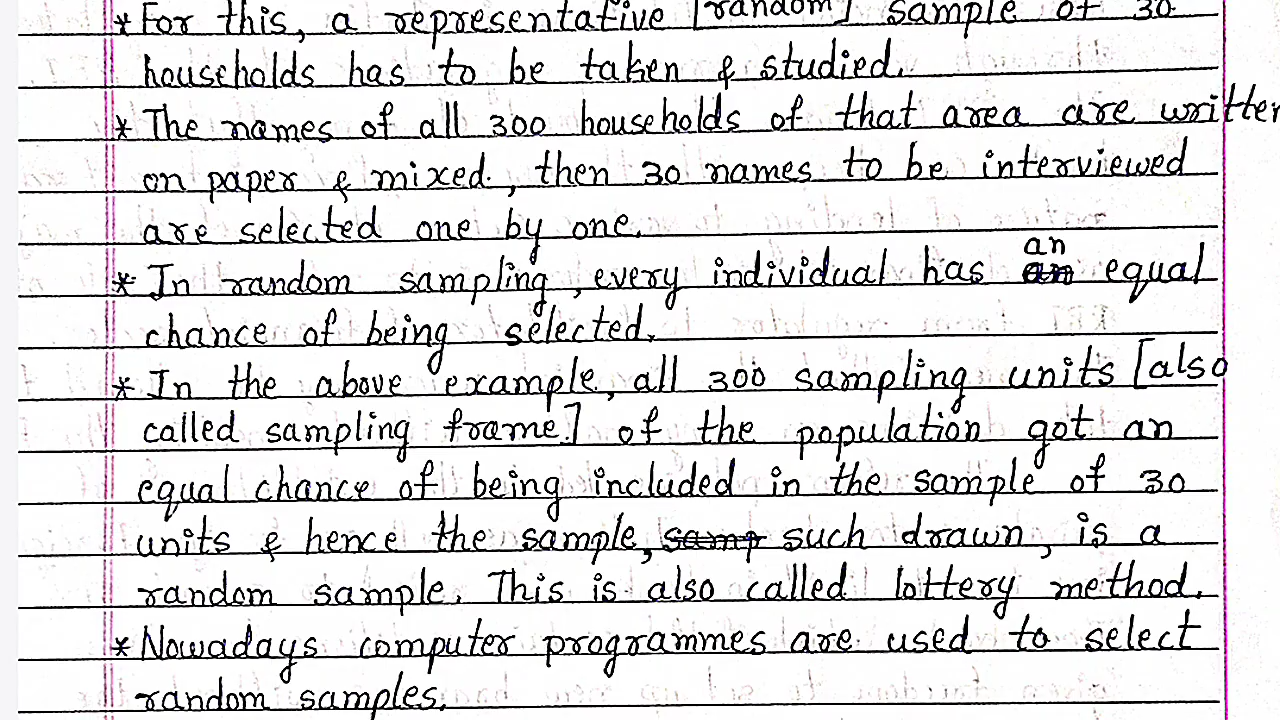 * For this, a representative [random] sample of 30
households has to be taken & studied.
* The names of all 300 households of that area are written
on paper & mixed, then 30 names to be interviewed
are selected one by one.
an
* In random sampling, every individual has an equal
chance of being selected.
* In the above example, all 300 sampling units [also
called sampling frame] of the population got an
equal chance of being included in the sample of 30
units & hence the sample, samp such drawn, is a
random sample. This is also called lottery method.
* Nowadays computer programmes are used to select
random samples.